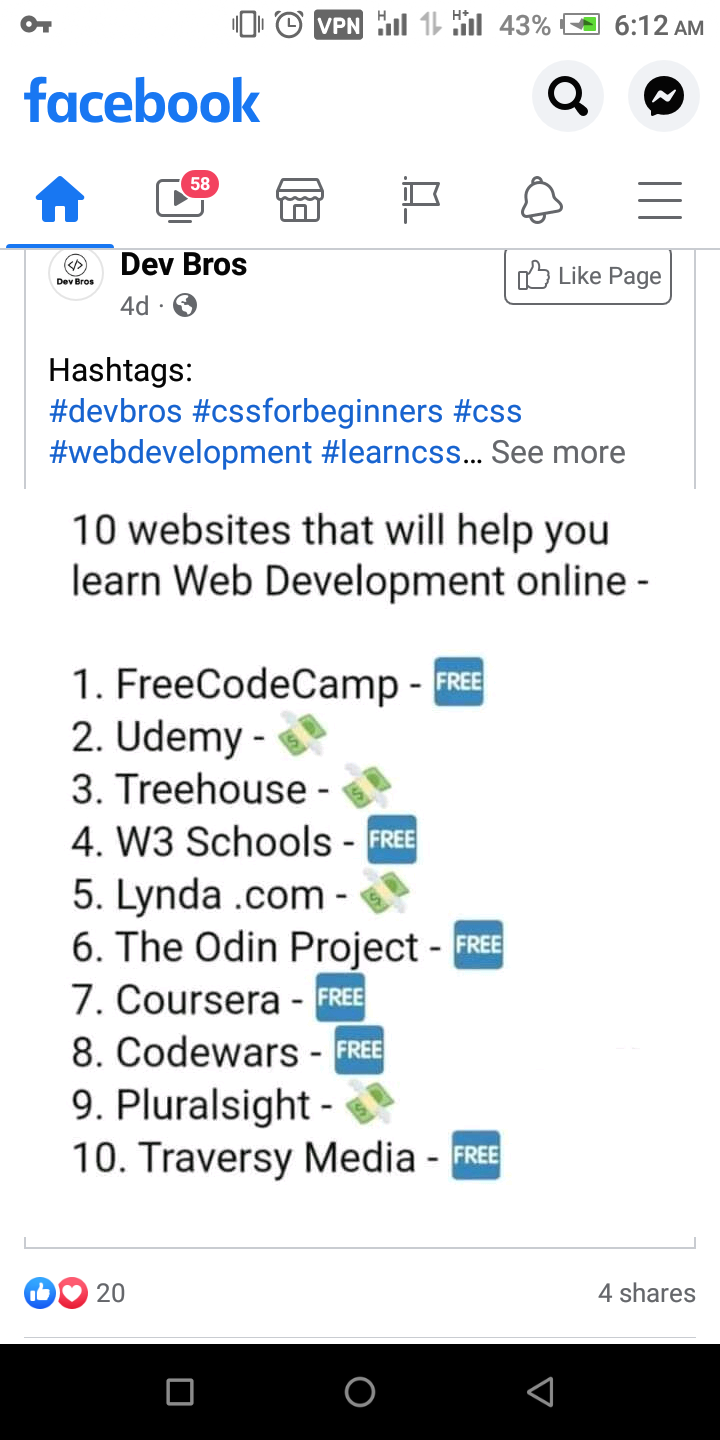 VPN H H+ 43% 6:12 AM
facebook
58
</> Dev Bros
Dev Bros
4d · Like Page
Hashtags:
#devbros #cssforbeginners #css
#webdevelopment #learncss... See more
10 websites that will help you
learn Web Development online -
1. FreeCodeCamp - FREE
2. Udemy - 💸
3. Treehouse - 💸
4. W3 Schools - FREE
5. Lynda .com - 💸
6. The Odin Project - FREE
7. Coursera - FREE
8. Codewars - FREE
9. Pluralsight - 💸
10. Traversy Media - FREE
20 4 shares